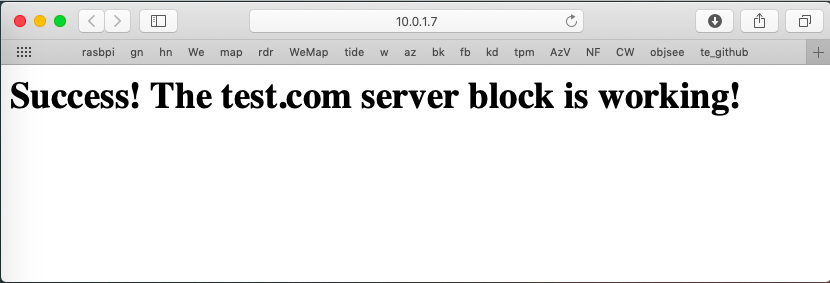 10.0.1.7
rasbpi gn hn We map rdr WeMap tide w az bk fb kd tpm AzV NF CW objsee te_github
Success! The test.com server block is working!